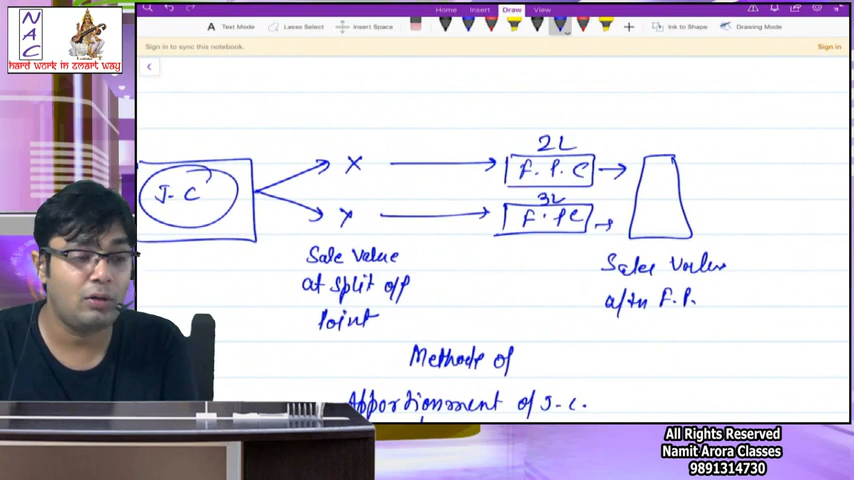 NAC
hard work in smart way
Home Insert Draw View
Text Mode
Lasso Select
Insert Space
Ink to Shape
Drawing Mode
Sign in to sync this notebook.
Sign in
J-C
X
Y
2L
F. P. C
3L
F. PC
Sale value
at split off
point
Sales value
after F.P.
Methods of
Apportionment of J-C.
All Rights Reserved
Namit Arora Classes
9891314730